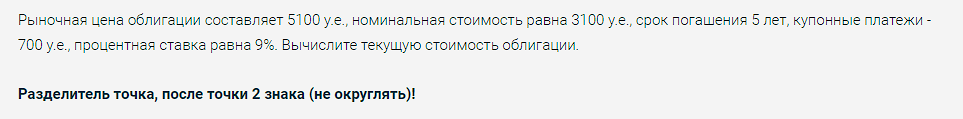 Рыночная цена облигации составляет 5100 у.е., номинальная стоимость равна 3100 у.е., срок погашения 5 лет, купонные платежи -
700 у.е., процентная ставка равна 9%. Вычислите текущую стоимость облигации.
Разделитель точка, после точки 2 знака (не округлять)!